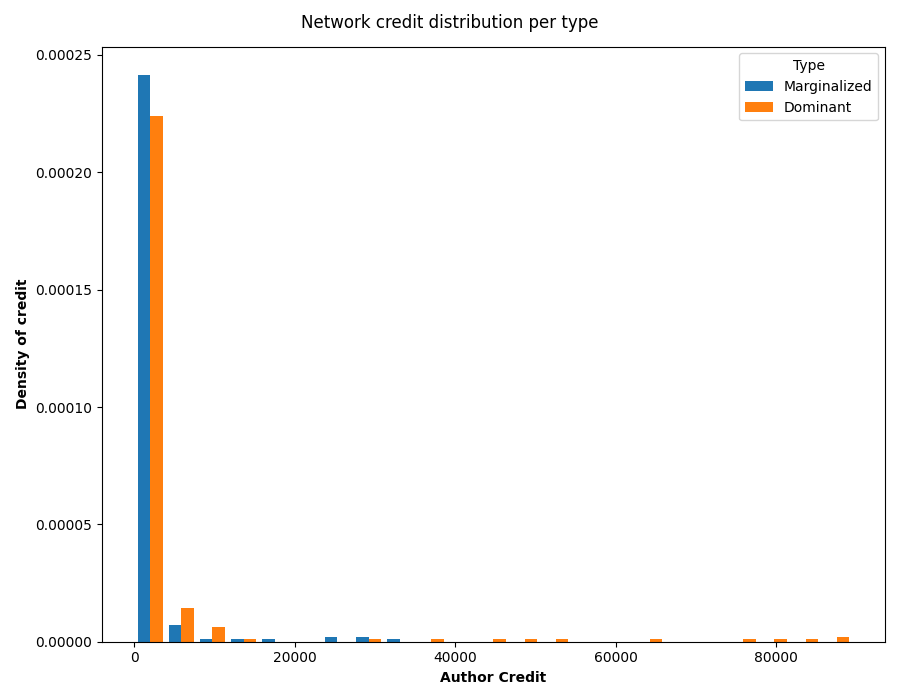 Network credit distribution per type
Type
Marginalized
Dominant
0.00025
0.00020
0.00015
0.00010
0.00005
0.00000
Density of credit
0 20000 40000 60000 80000
Author Credit